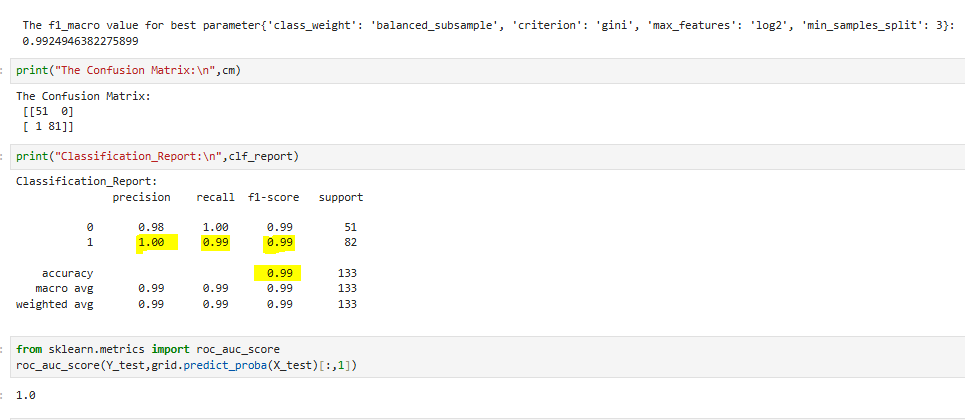 The f1_macro value for best parameter{'class_weight': 'balanced_subsample', 'criterion': 'gini', 'max_features': 'log2', 'min_samples_split': 3}:
0.9924946382275899
print("The Confusion Matrix:\n",cm)
The Confusion Matrix:
[[51  0]
[ 1 81]]
print("Classification_Report:\n",clf_report)
Classification_Report:
precision    recall  f1-score   support
0       0.98      1.00      0.99        51
1       1.00      0.99      0.99        82
accuracy                           0.99       133
macro avg       0.99      0.99      0.99       133
weighted avg       0.99      0.99      0.99       133
from sklearn.metrics import roc_auc_score
roc_auc_score(Y_test,grid.predict_proba(X_test)[:,1])
1.0